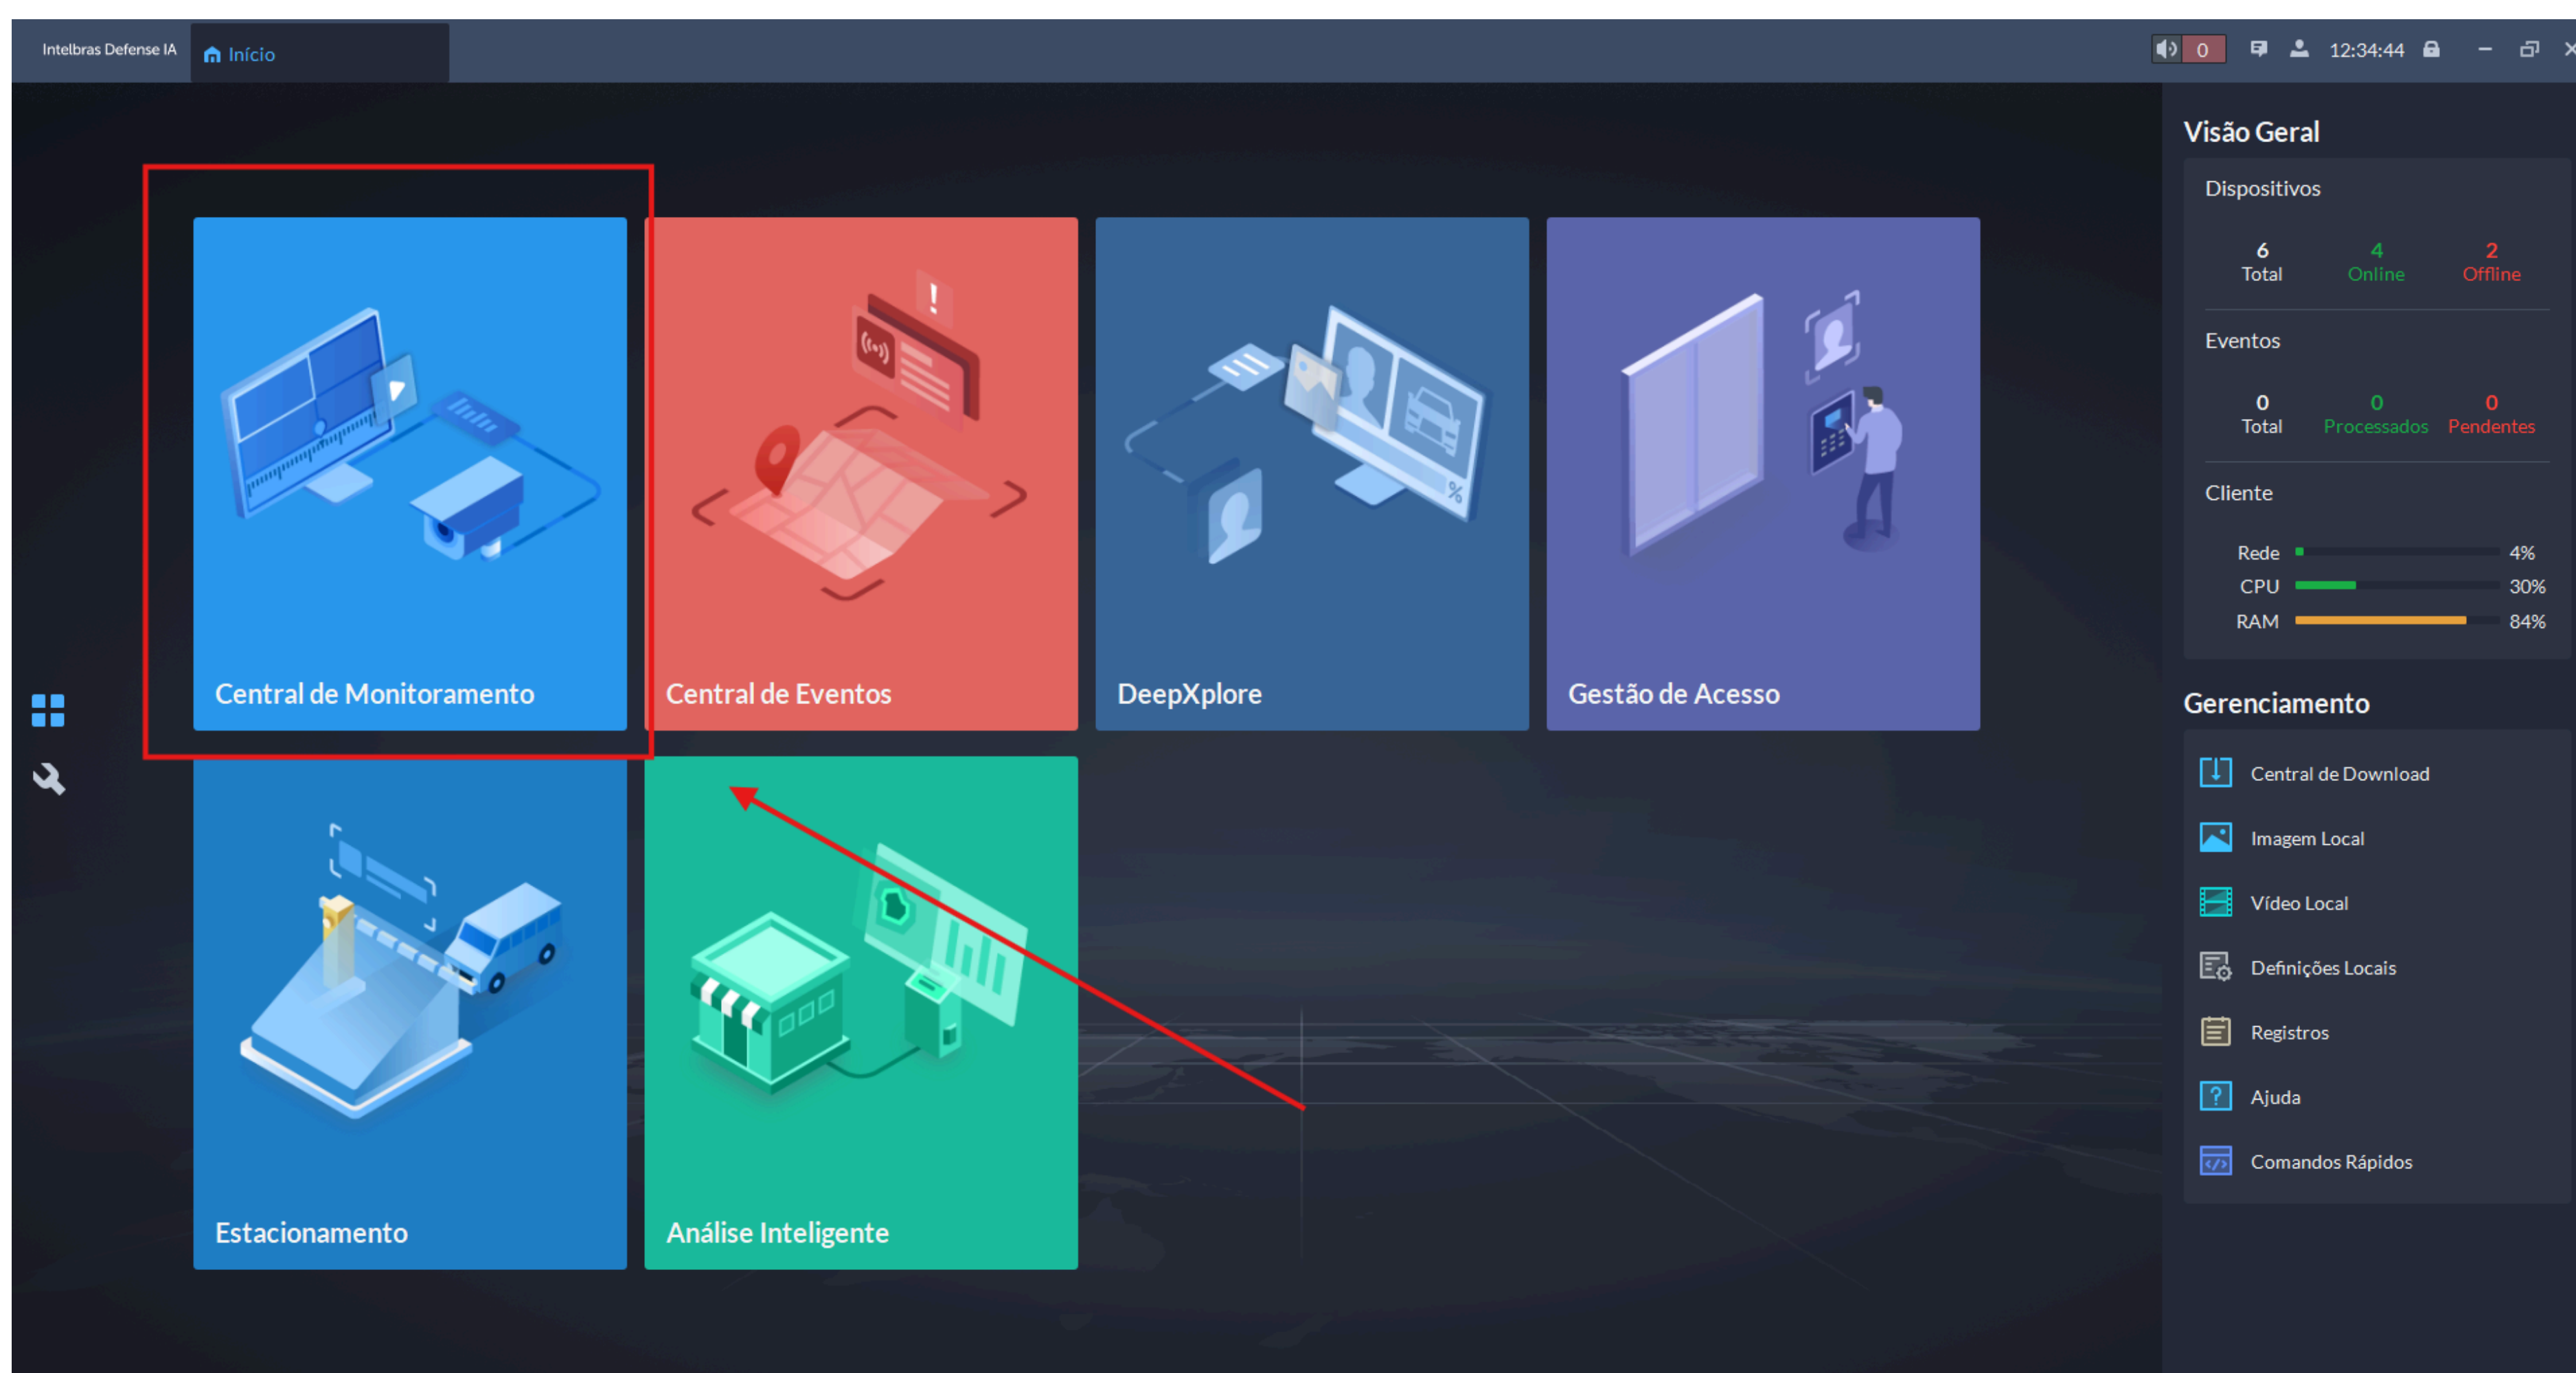 Intelbras Defense IA
Início
0
12:34:44
Central de Monitoramento
Central de Eventos
DeepXplore
Gestão de Acesso
Estacionamento
Análise Inteligente
Visão Geral
Dispositivos
6 4 2
Total Online Offline
Eventos
0 0 0
Total Processados Pendentes
Cliente
Rede 4%
CPU 30%
RAM 84%
Gerenciamento
Central de Download
Imagem Local
Vídeo Local
Definições Locais
Registros
Ajuda
Comandos Rápidos